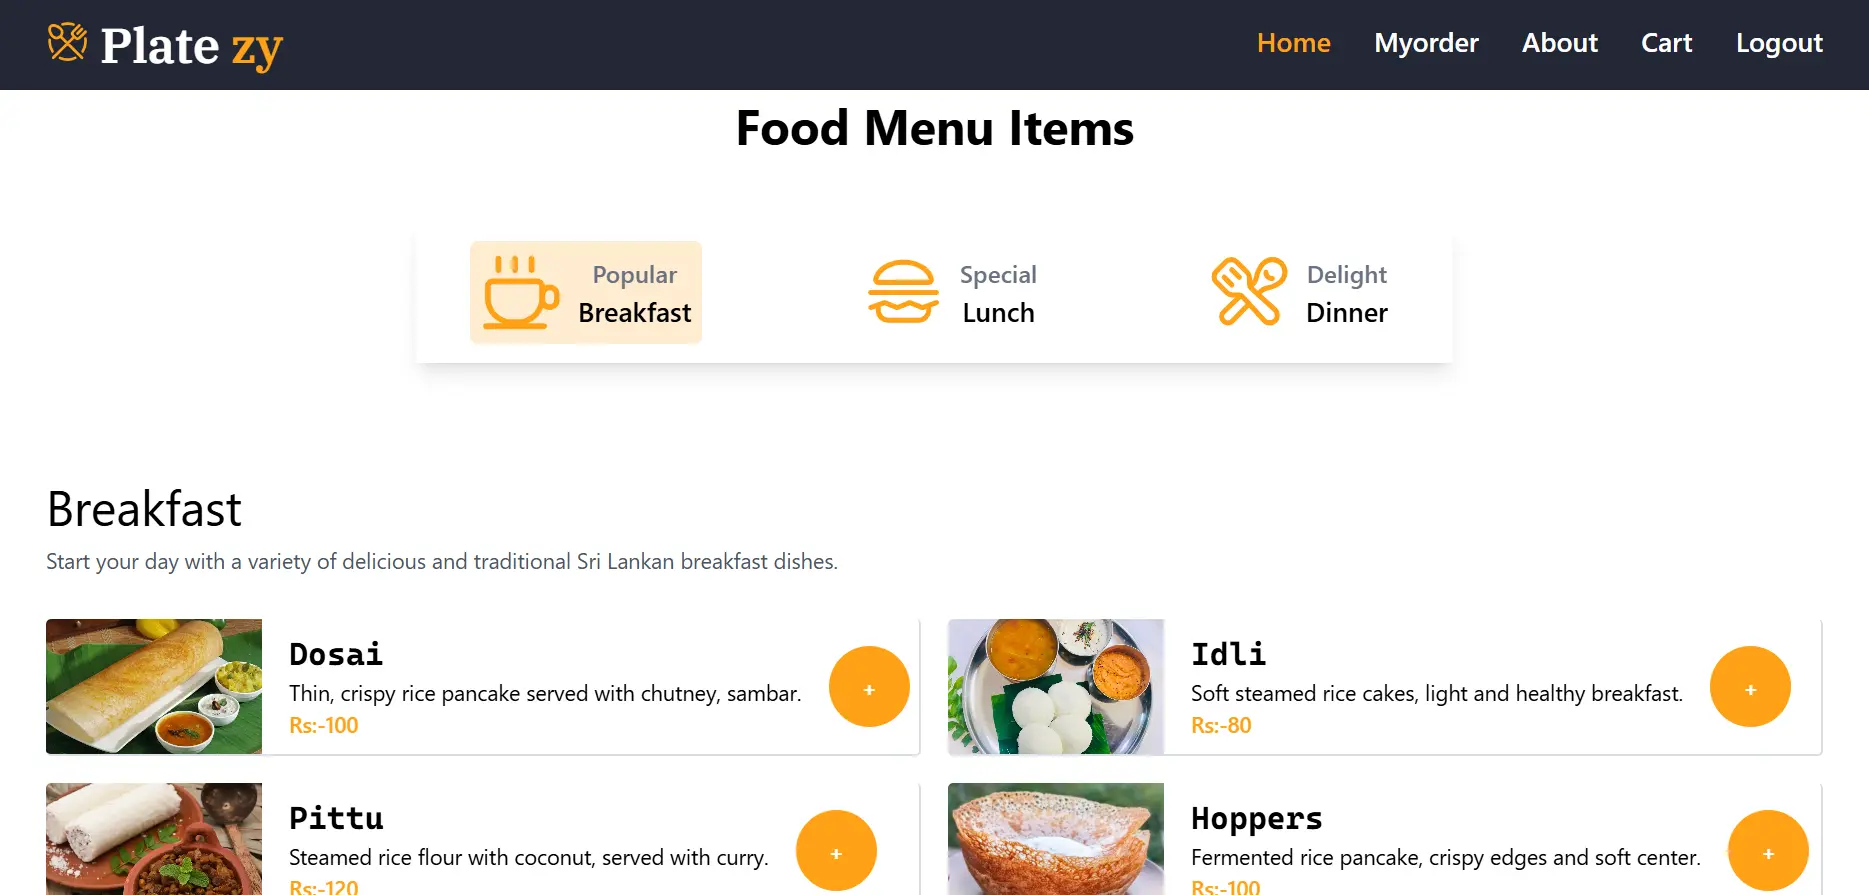 Plate zy
Home Myorder About Cart Logout
Food Menu Items
Popular
Breakfast
Special
Lunch
Delight
Dinner
Breakfast
Start your day with a variety of delicious and traditional Sri Lankan breakfast dishes.
Dosai
Thin, crispy rice pancake served with chutney, sambar.
Rs:-100
+
Idli
Soft steamed rice cakes, light and healthy breakfast.
Rs:-80
+
Pittu
Steamed rice flour with coconut, served with curry.
Rs:-120
+
Hoppers
Fermented rice pancake, crispy edges and soft center.
Rs:-100
+